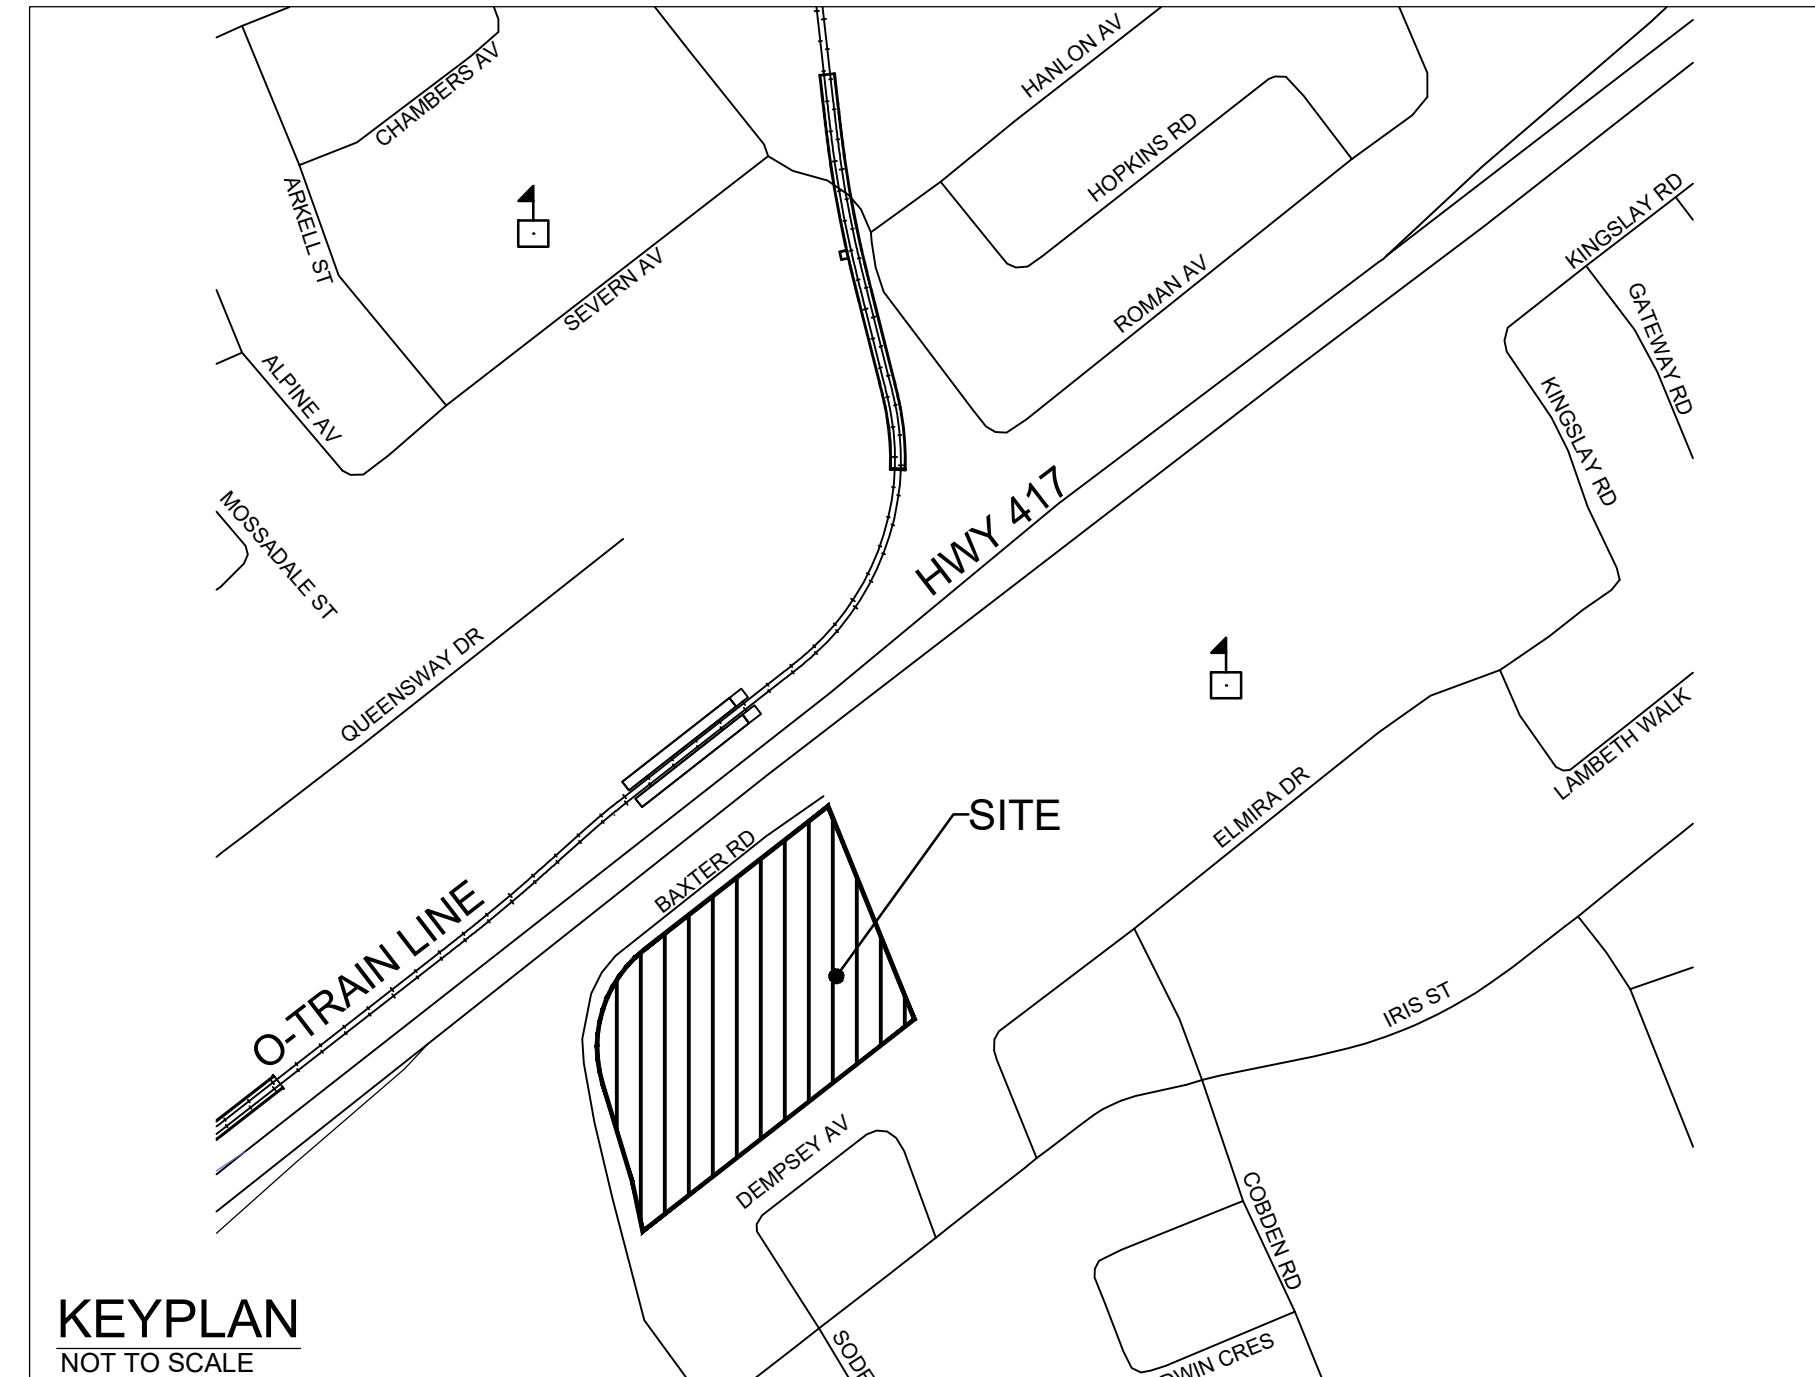 HANLON AV
CHAMBERS AV
HOPKINS RD
ARKELL ST
KINGSLAY RD
SEVERN AV
ROMAN AV
GATEWAY RD
ALPINE AV
KINGSLAY RD
HWY 417
MOSSADALE ST
QUEENSWAY DR
LAMBETH WALK
ELMIRA DR
SITE
BAXTER RD
O-TRAIN LINE
IRIS ST
DEMPSEY AV
COBDEN RD
KEYPLAN
NOT TO SCALE
CRES